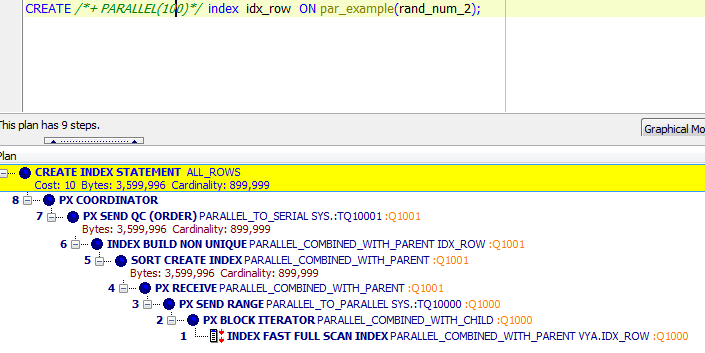 CREATE /*+ PARALLEL(100)*/ index idx_row ON par_example(rand_num_2);
This plan has 9 steps.
Graphical Mo
Plan
CREATE INDEX STATEMENT ALL_ROWS
Cost: 10 Bytes: 3,599,996 Cardinality: 899,999
8 PX COORDINATOR
7 PX SEND QC (ORDER) PARALLEL_TO_SERIAL SYS.:TQ10001 :Q1001
Bytes: 3,599,996 Cardinality: 899,999
6 INDEX BUILD NON UNIQUE PARALLEL_COMBINED_WITH_PARENT IDX_ROW :Q1001
5 SORT CREATE INDEX PARALLEL_COMBINED_WITH_PARENT :Q1001
Bytes: 3,599,996 Cardinality: 899,999
4 PX RECEIVE PARALLEL_COMBINED_WITH_PARENT :Q1001
3 PX SEND RANGE PARALLEL_TO_PARALLEL SYS.:TQ10000 :Q1000
2 PX BLOCK ITERATOR PARALLEL_COMBINED_WITH_CHILD :Q1000
1 INDEX FAST FULL SCAN INDEX PARALLEL_COMBINED_WITH_PARENT VYA.IDX_ROW :Q1000